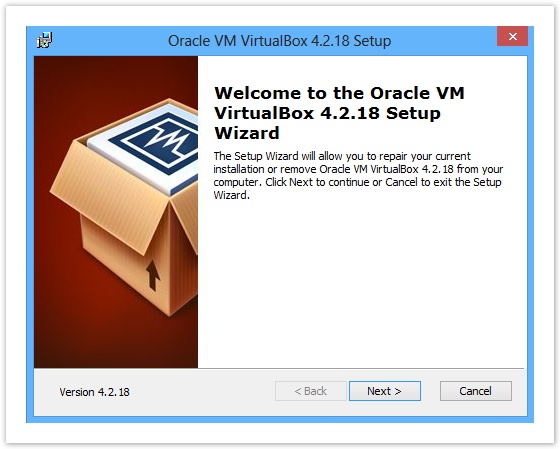 Oracle VM VirtualBox 4.2.18 Setup
Welcome to the Oracle VM
VirtualBox 4.2.18 Setup
Wizard
The Setup Wizard will allow you to repair your current
installation or remove Oracle VM VirtualBox 4.2.18 from your
computer. Click Next to continue or Cancel to exit the Setup
Wizard.
Version 4.2.18
< Back
Next >
Cancel